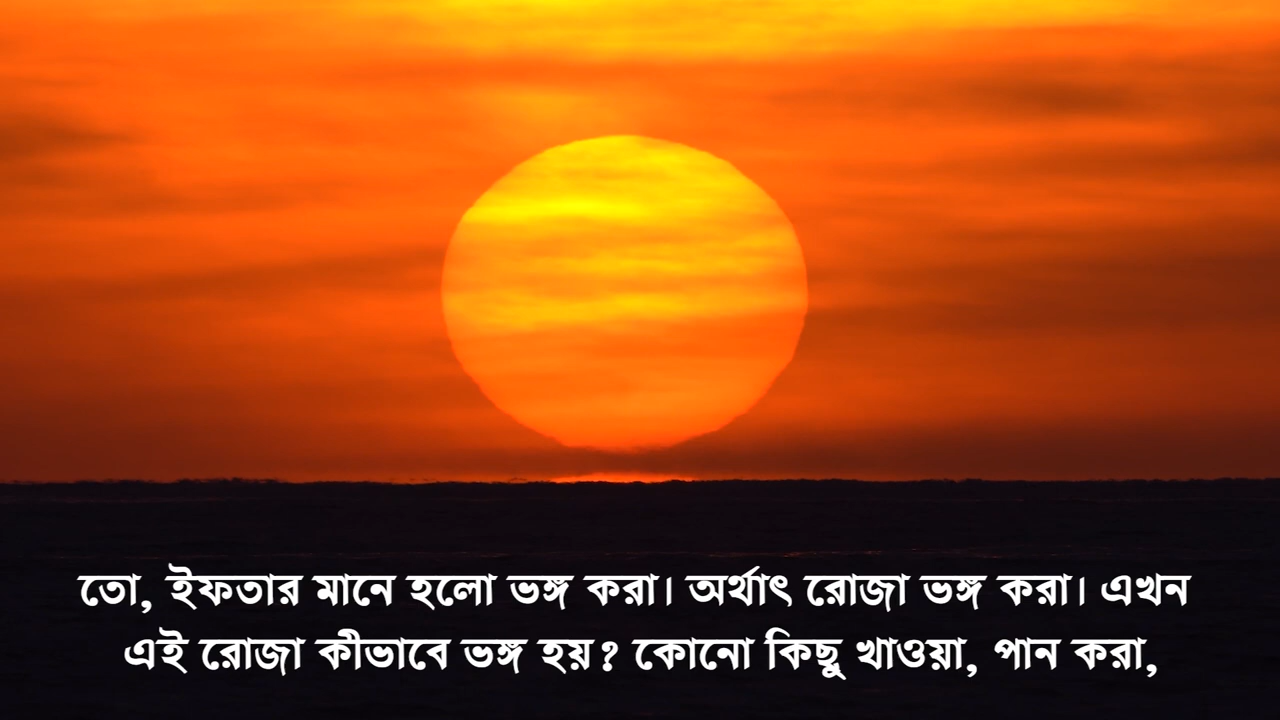 তো, ইফতার মানে হলো ভঙ্গ করা। অর্থাৎ রোজা ভঙ্গ করা। এখন
এই রোজা কীভাবে ভঙ্গ হয়? কোনো কিছু খাওয়া, পান করা,